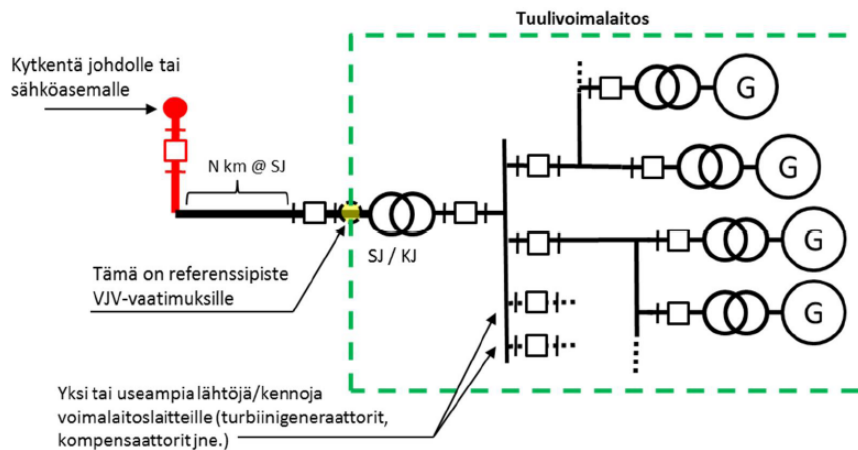 Tuulivoimalaitos
Kytkentä johdolle tai
sähköasemalle
G
N km @ SJ
G
SJ / KJ
G
Tämä on referenssipiste
VJV-vaatimuksille
G
Yksi tai useampia lähtöjä/kennoja
voimalaitoslaitteille (turbiinigeneraattorit,
kompensaattorit jne.)